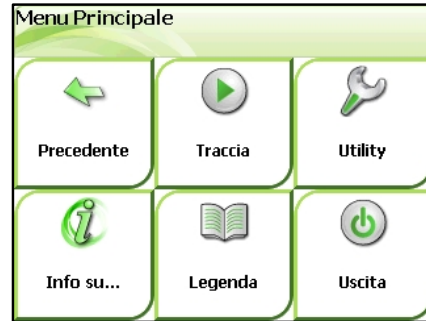 Menu Principale
Precedente
Traccia
Utility
Info su...
Legenda
Uscita